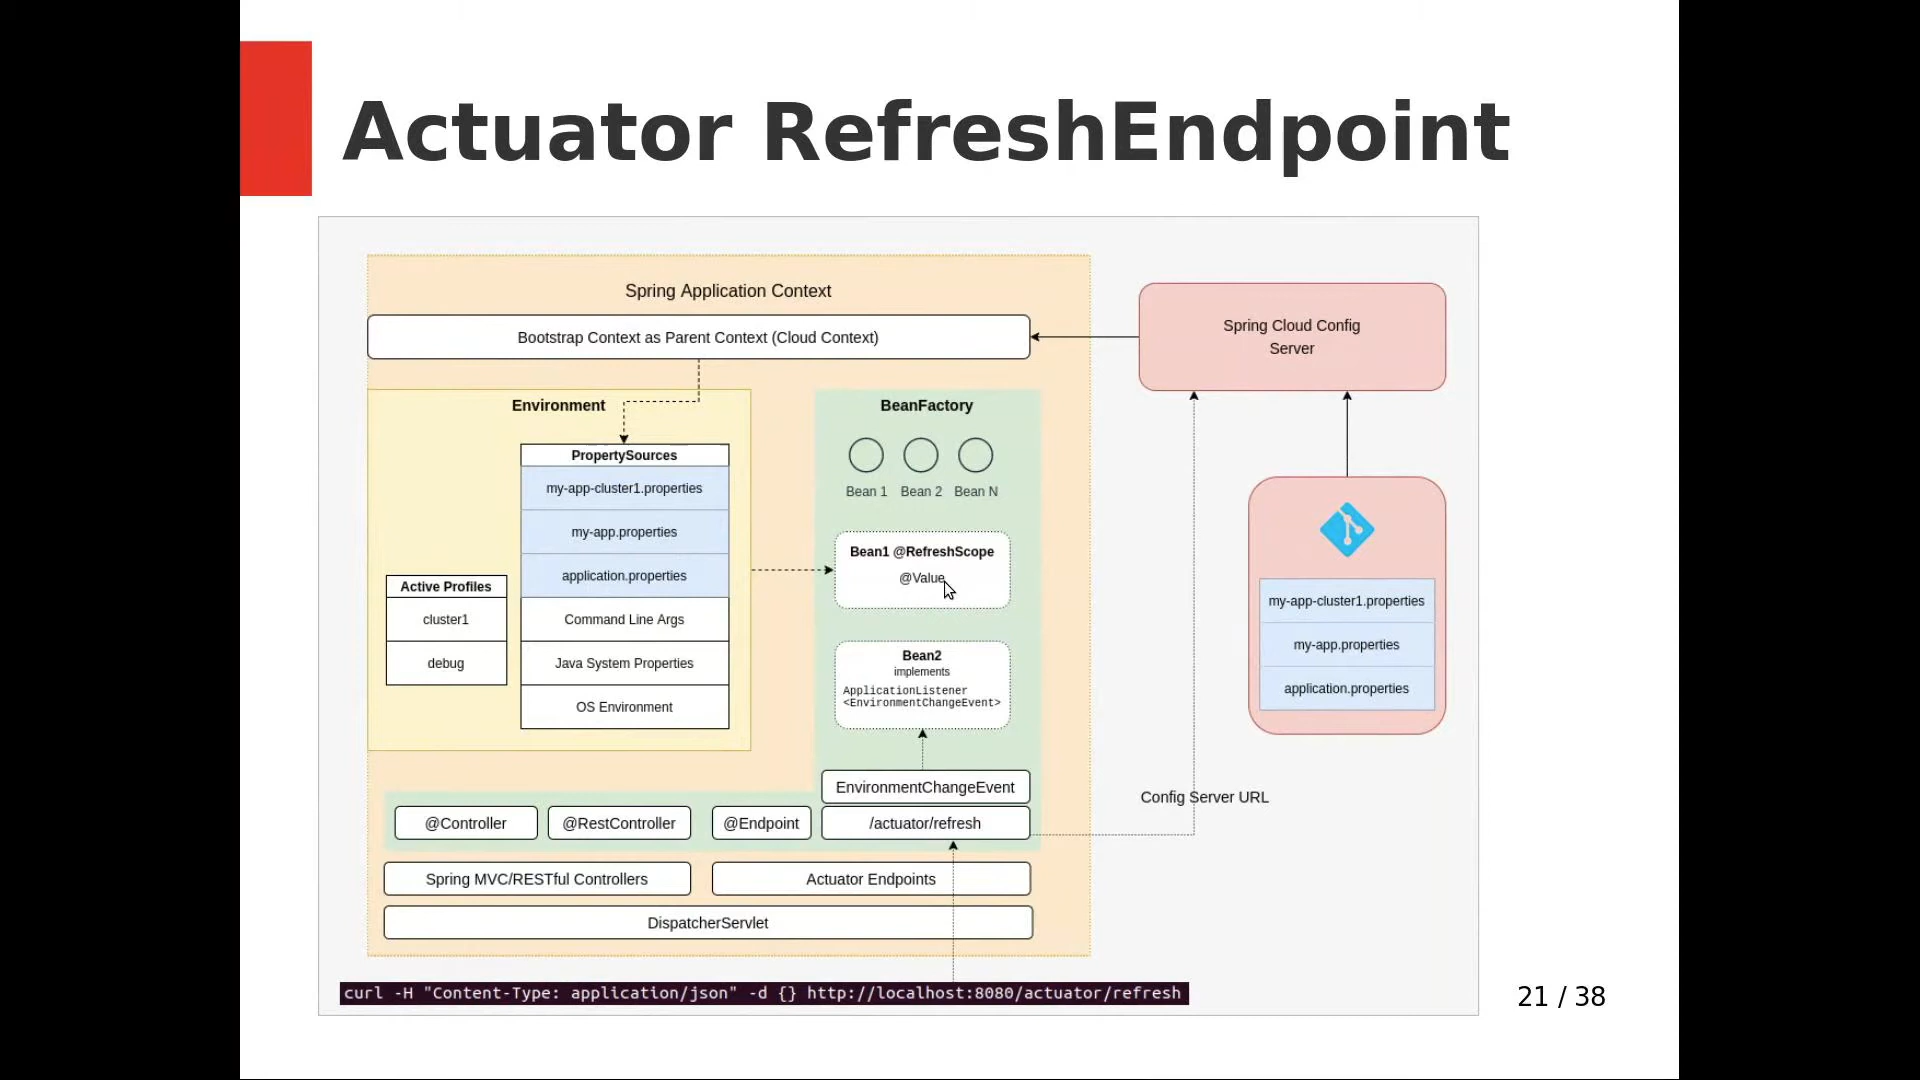 Actuator RefreshEndpoint
Spring Application Context
Bootstrap Context as Parent Context (Cloud Context)
Spring Cloud Config
Server
Environment
PropertySources
my-app-cluster1.properties
my-app.properties
application.properties
Command Line Args
Java System Properties
OS Environment
Active Profiles
cluster1
debug
BeanFactory
Bean 1 Bean 2 Bean N
Bean1 @RefreshScope
@Value
Bean2
implements
ApplicationListener
<EnvironmentChangeEvent>
EnvironmentChangeEvent
/actuator/refresh
my-app-cluster1.properties
my-app.properties
application.properties
Config Server URL
@Controller @RestController @Endpoint
Spring MVC/RESTful Controllers Actuator Endpoints
DispatcherServlet
curl -H "Content-Type: application/json" -d {} http://localhost:8080/actuator/refresh
21 / 38